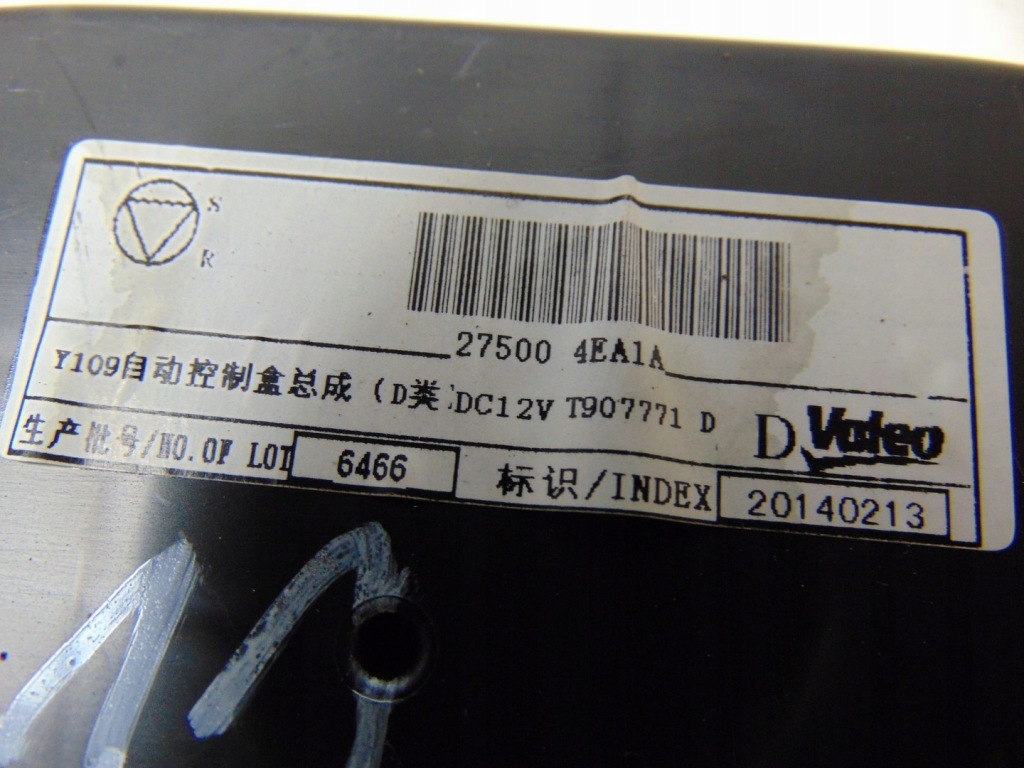 S
R
27500 4EA1A
Y109自动控制盒总成（D类 DC12V T907771 D
D Valeo
生产批号/NO.OF LOT 6466 标识/INDEX 20140213